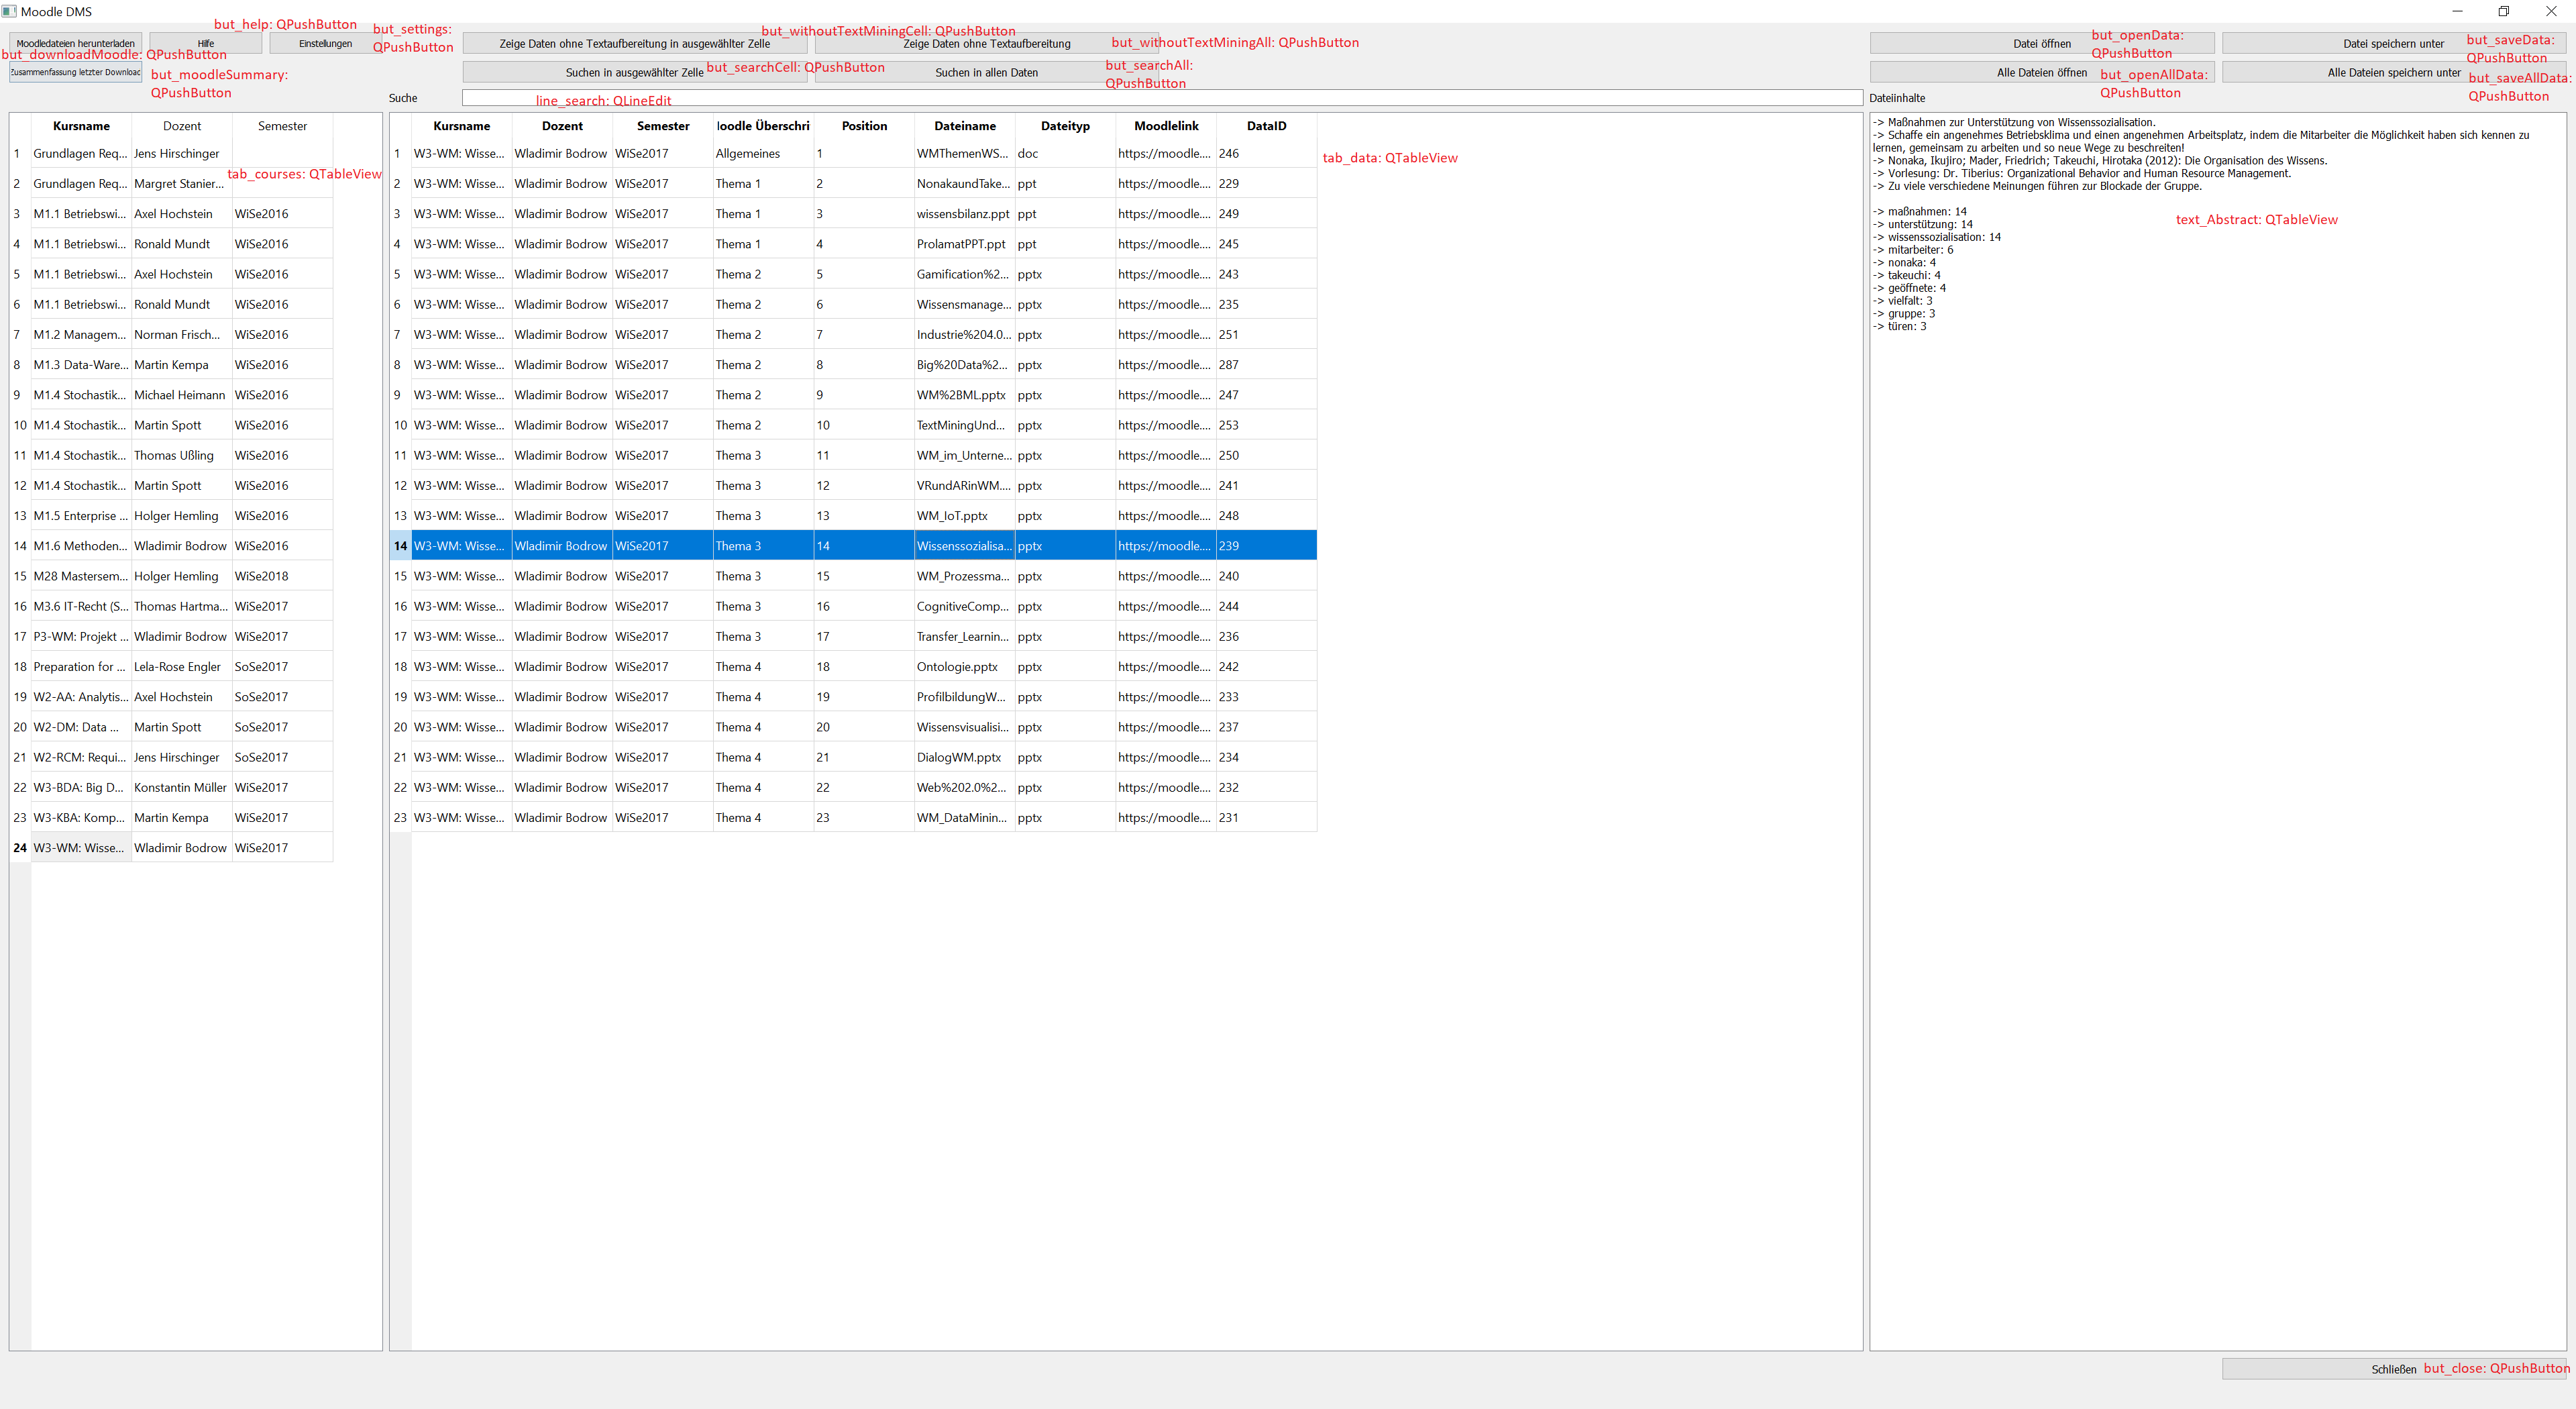 Moodle DMS
but_help: QPushButton
but_settings:
QPushButton
but_withoutTextMiningCell: QPushButton
Moodledateien herunterladen Hilfe Einstellungen Zeige Daten ohne Textaufbereitung in ausgewählter Zelle Zeige Daten ohne Textaufbereitung but_withoutTextMiningAll: QPushButton Datei öffnen but_openData:
QPushButton Datei speichern unter but_saveData:
QPushButton
but_downloadMoodle: QPushButton
Zusammenfassung letzter Download but_moodleSummary:
QPushButton
Suchen in ausgewählter Zelle but_searchCell: QPushButton Suchen in allen Daten but_searchAll:
QPushButton
Alle Dateien öffnen but_openAllData:
QPushButton
Alle Dateien speichern unter but_saveAllData:
QPushButton
Suche line_search: QLineEdit Dateiinhalte
Kursname Dozent Semester
1 Grundlagen Req... Jens Hirschinger
tab_courses: QTableView
2 Grundlagen Req... Margret Stanier...
3 M1.1 Betriebswi... Axel Hochstein WiSe2016
4 M1.1 Betriebswi... Ronald Mundt WiSe2016
5 M1.1 Betriebswi... Axel Hochstein WiSe2016
6 M1.1 Betriebswi... Ronald Mundt WiSe2016
7 M1.2 Managem... Norman Frisch... WiSe2016
8 M1.3 Data-Ware... Martin Kempa WiSe2016
9 M1.4 Stochastik... Michael Heimann WiSe2016
10 M1.4 Stochastik... Martin Spott WiSe2016
11 M1.4 Stochastik... Thomas Ußling WiSe2016
12 M1.4 Stochastik... Martin Spott WiSe2016
13 M1.5 Enterprise ... Holger Hemling WiSe2016
14 M1.6 Methoden... Wladimir Bodrow WiSe2016
15 M28 Mastersem... Holger Hemling WiSe2018
16 M3.6 IT-Recht (S... Thomas Hartma... WiSe2017
17 P3-WM: Projekt ... Wladimir Bodrow WiSe2017
18 Preparation for ... Lela-Rose Engler SoSe2017
19 W2-AA: Analytis... Axel Hochstein SoSe2017
20 W2-DM: Data ... Martin Spott SoSe2017
21 W2-RCM: Requi... Jens Hirschinger SoSe2017
22 W3-BDA: Big D... Konstantin Müller WiSe2017
23 W3-KBA: Komp... Martin Kempa WiSe2017
24 W3-WM: Wisse... Wladimir Bodrow WiSe2017
Kursname Dozent Semester loodle Überschri Position Dateiname Dateityp Moodlelink DataID
tab_data: QTableView
1 W3-WM: Wisse... Wladimir Bodrow WiSe2017 Allgemeines 1 WMThemenWS... doc https://moodle.... 246
2 W3-WM: Wisse... Wladimir Bodrow WiSe2017 Thema 1 2 NonakaundTake... ppt https://moodle.... 229
3 W3-WM: Wisse... Wladimir Bodrow WiSe2017 Thema 1 3 wissensbilanz.ppt ppt https://moodle.... 249
4 W3-WM: Wisse... Wladimir Bodrow WiSe2017 Thema 1 4 ProlamatPPT.ppt ppt https://moodle.... 245
5 W3-WM: Wisse... Wladimir Bodrow WiSe2017 Thema 2 5 Gamification%2... pptx https://moodle.... 243
6 W3-WM: Wisse... Wladimir Bodrow WiSe2017 Thema 2 6 Wissensmanage... pptx https://moodle.... 235
7 W3-WM: Wisse... Wladimir Bodrow WiSe2017 Thema 2 7 Industrie%204.0... pptx https://moodle.... 251
8 W3-WM: Wisse... Wladimir Bodrow WiSe2017 Thema 2 8 Big%20Data%2... pptx https://moodle.... 287
9 W3-WM: Wisse... Wladimir Bodrow WiSe2017 Thema 2 9 WM%2BML.pptx pptx https://moodle.... 247
10 W3-WM: Wisse... Wladimir Bodrow WiSe2017 Thema 2 10 TextMiningUnd... pptx https://moodle.... 253
11 W3-WM: Wisse... Wladimir Bodrow WiSe2017 Thema 3 11 WM_im_Unterne... pptx https://moodle.... 250
12 W3-WM: Wisse... Wladimir Bodrow WiSe2017 Thema 3 12 VRundARinWM.... pptx https://moodle.... 241
13 W3-WM: Wisse... Wladimir Bodrow WiSe2017 Thema 3 13 WM_IoT.pptx pptx https://moodle.... 248
14 W3-WM: Wisse... Wladimir Bodrow WiSe2017 Thema 3 14 Wissenssozialisa... pptx https://moodle.... 239
15 W3-WM: Wisse... Wladimir Bodrow WiSe2017 Thema 3 15 WM_Prozessma... pptx https://moodle.... 240
16 W3-WM: Wisse... Wladimir Bodrow WiSe2017 Thema 3 16 CognitiveComp... pptx https://moodle.... 244
17 W3-WM: Wisse... Wladimir Bodrow WiSe2017 Thema 3 17 Transfer_Learnin... pptx https://moodle.... 236
18 W3-WM: Wisse... Wladimir Bodrow WiSe2017 Thema 4 18 Ontologie.pptx pptx https://moodle.... 242
19 W3-WM: Wisse... Wladimir Bodrow WiSe2017 Thema 4 19 ProfilbildungW... pptx https://moodle.... 233
20 W3-WM: Wisse... Wladimir Bodrow WiSe2017 Thema 4 20 Wissensvisualisi... pptx https://moodle.... 237
21 W3-WM: Wisse... Wladimir Bodrow WiSe2017 Thema 4 21 DialogWM.pptx pptx https://moodle.... 234
22 W3-WM: Wisse... Wladimir Bodrow WiSe2017 Thema 4 22 Web%202.0%2... pptx https://moodle.... 232
23 W3-WM: Wisse... Wladimir Bodrow WiSe2017 Thema 4 23 WM_DataMinin... pptx https://moodle.... 231
-> Maßnahmen zur Unterstützung von Wissenssozialisation.
-> Schaffe ein angenehmes Betriebsklima und einen angenehmen Arbeitsplatz, indem die Mitarbeiter die Möglichkeit haben sich kennen zu
lernen, gemeinsam zu arbeiten und so neue Wege zu beschreiten!
-> Nonaka, Ikujiro; Mader, Friedrich; Takeuchi, Hirotaka (2012): Die Organisation des Wissens.
-> Vorlesung: Dr. Tiberius: Organizational Behavior and Human Resource Management.
-> Zu viele verschiedene Meinungen führen zur Blockade der Gruppe.
-> maßnahmen: 14
text_Abstract: QTableView
-> unterstützung: 14
-> wissenssozialisation: 14
-> mitarbeiter: 6
-> nonaka: 4
-> takeuchi: 4
-> geöffnete: 4
-> vielfalt: 3
-> gruppe: 3
-> türen: 3
Schließen but_close: QPushButton